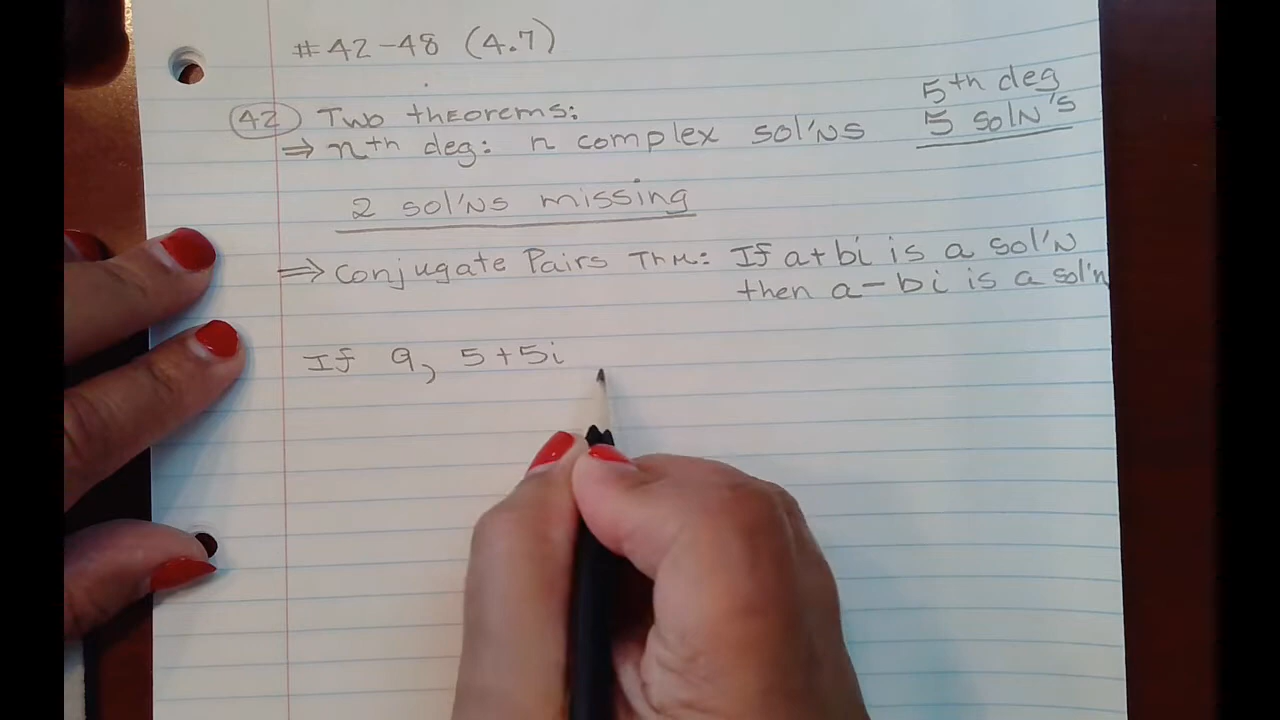 # 42-48 (4.7)
42 Two theorems:
⇒ nth deg: n complex sol'ns
5th deg
5 soln's
2 sol'ns missing
⇒ Conjugate Pairs Thm: If a+bi is a sol'n
then a-bi is a sol'n
If 9, 5+5i